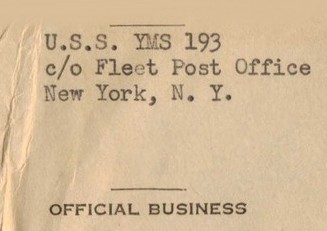 U.S.S. YMS 193
c/o Fleet Post Office
New York, N. Y.
OFFICIAL BUSINESS